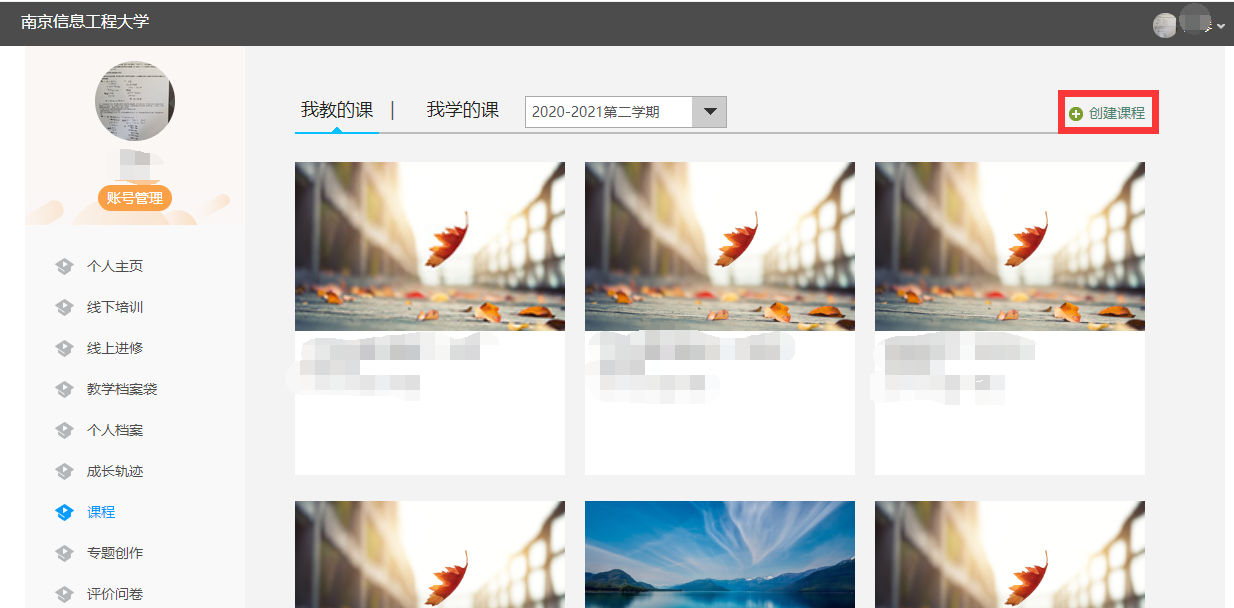 南京信息工程大学
账号管理
个人主页
线下培训
线上进修
教学档案袋
个人档案
成长轨迹
课程
专题创作
评价问卷
我教的课 | 我学的课 2020-2021第二学期 创建课程